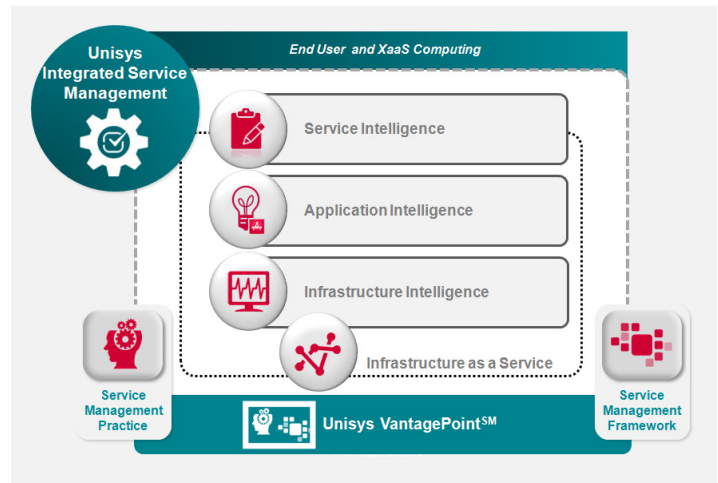 Unisys
Integrated Service
Management
End User and XaaS Computing
Service Intelligence
Application Intelligence
Infrastructure Intelligence
Infrastructure as a Service
Service
Management
Practice
Service
Management
Framework
Unisys VantagePoint℠